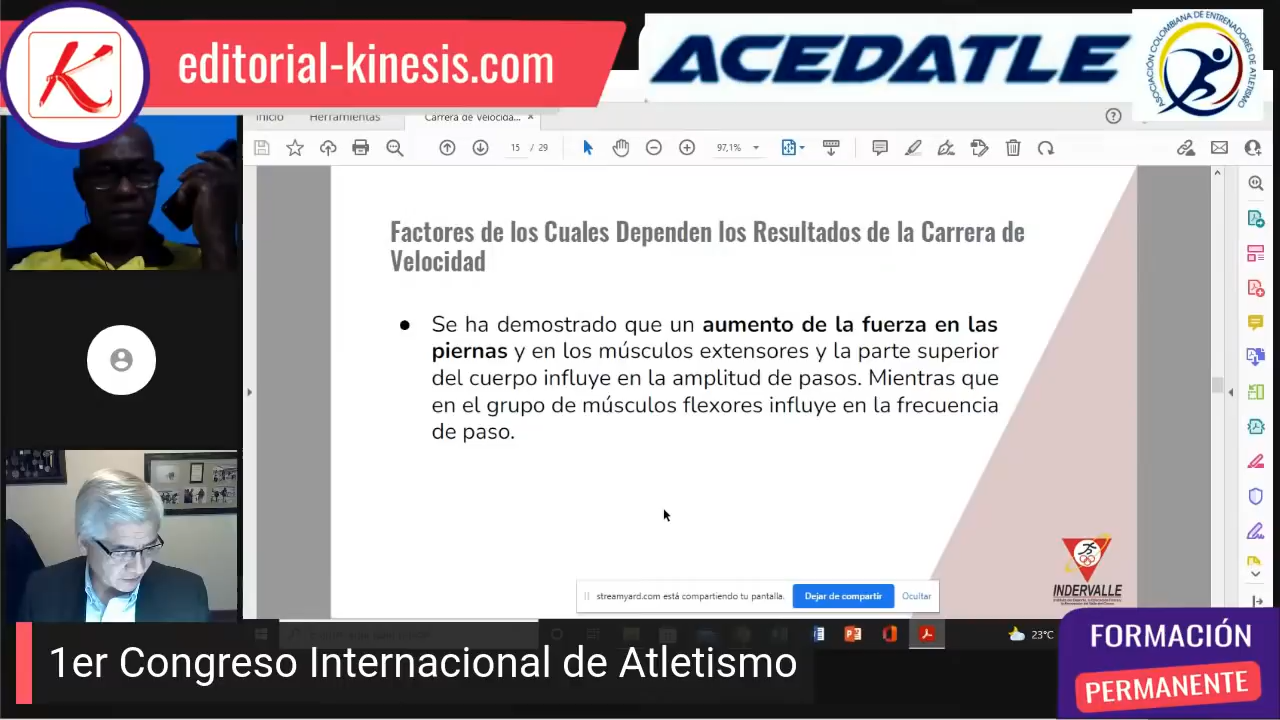 editorial-kinesis.com
ACEDATLE
ASOCIACIÓN COLOMBIANA DE ENTRENADORES DE ATLETISMO
K
Inicio
Herramientas
Carrera de Velocida... ×
15 / 29
97,1%
Factores de los Cuales Dependen los Resultados de la Carrera de
Velocidad
● Se ha demostrado que un aumento de la fuerza en las
piernas y en los músculos extensores y la parte superior
del cuerpo influye en la amplitud de pasos. Mientras que
en el grupo de músculos flexores influye en la frecuencia
de paso.
INDERVALLE
streamyard.com está compartiendo tu pantalla.
Dejar de compartir
Ocultar
23°C
1er Congreso Internacional de Atletismo
FORMACIÓN
PERMANENTE